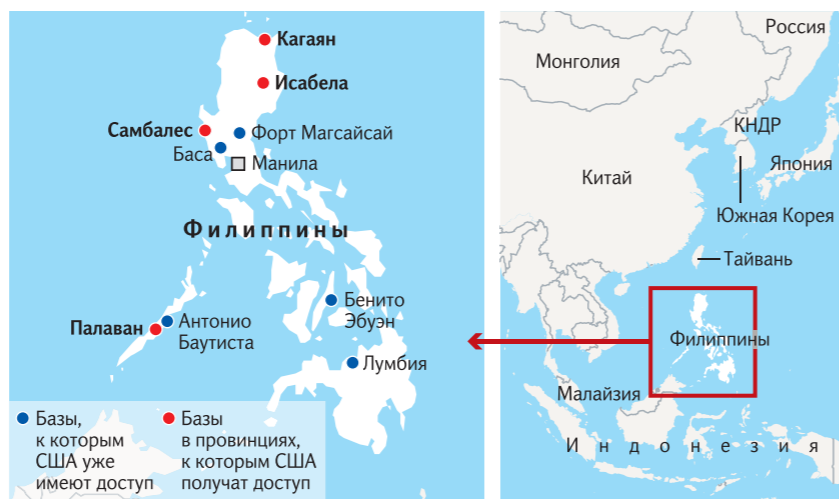 Кагаян
Исабела
Самбалес
Форт Магсайсай
Баса
Манила
Филиппины
Бенито
Эбуэн
Палаван
Антонио
Баутиста
Лумбия
Базы,
к которым
США уже
имеют доступ
Базы
в провинциях,
к которым США
получат доступ
Россия
Монголия
КНДР
Япония
Китай
Южная Корея
Тайвань
Филиппины
Малайзия
Индонезия